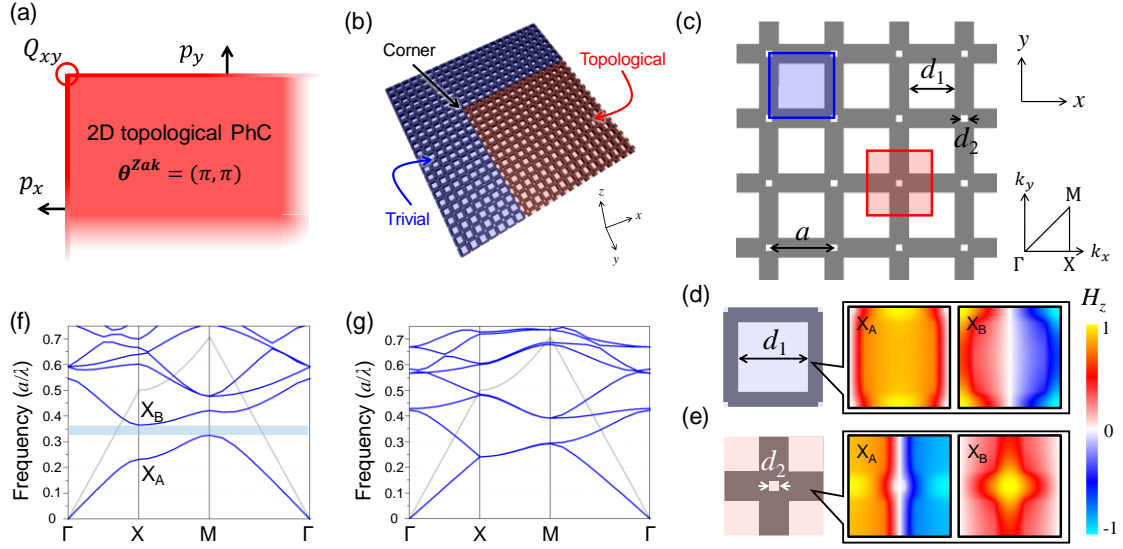 (a)
Q_{xy}
p_y
2D topological PhC
θ^{Zak} = (π, π)
p_x
(b)
Corner
Topological
Trivial
z
x
y
(c)
y
x
d_1
d_2
a
k_y
M
Γ
X
k_x
(d)
d_1
X_A
X_B
H_z
1
0
-1
(e)
d_2
X_A
X_B
(f)
Frequency (a/λ)
0.7
0.6
0.5
0.4
0.3
0.2
0.1
0
X_B
X_A
Γ
X
M
Γ
(g)
Frequency (a/λ)
0.7
0.6
0.5
0.4
0.3
0.2
0.1
0
Γ
X
M
Γ